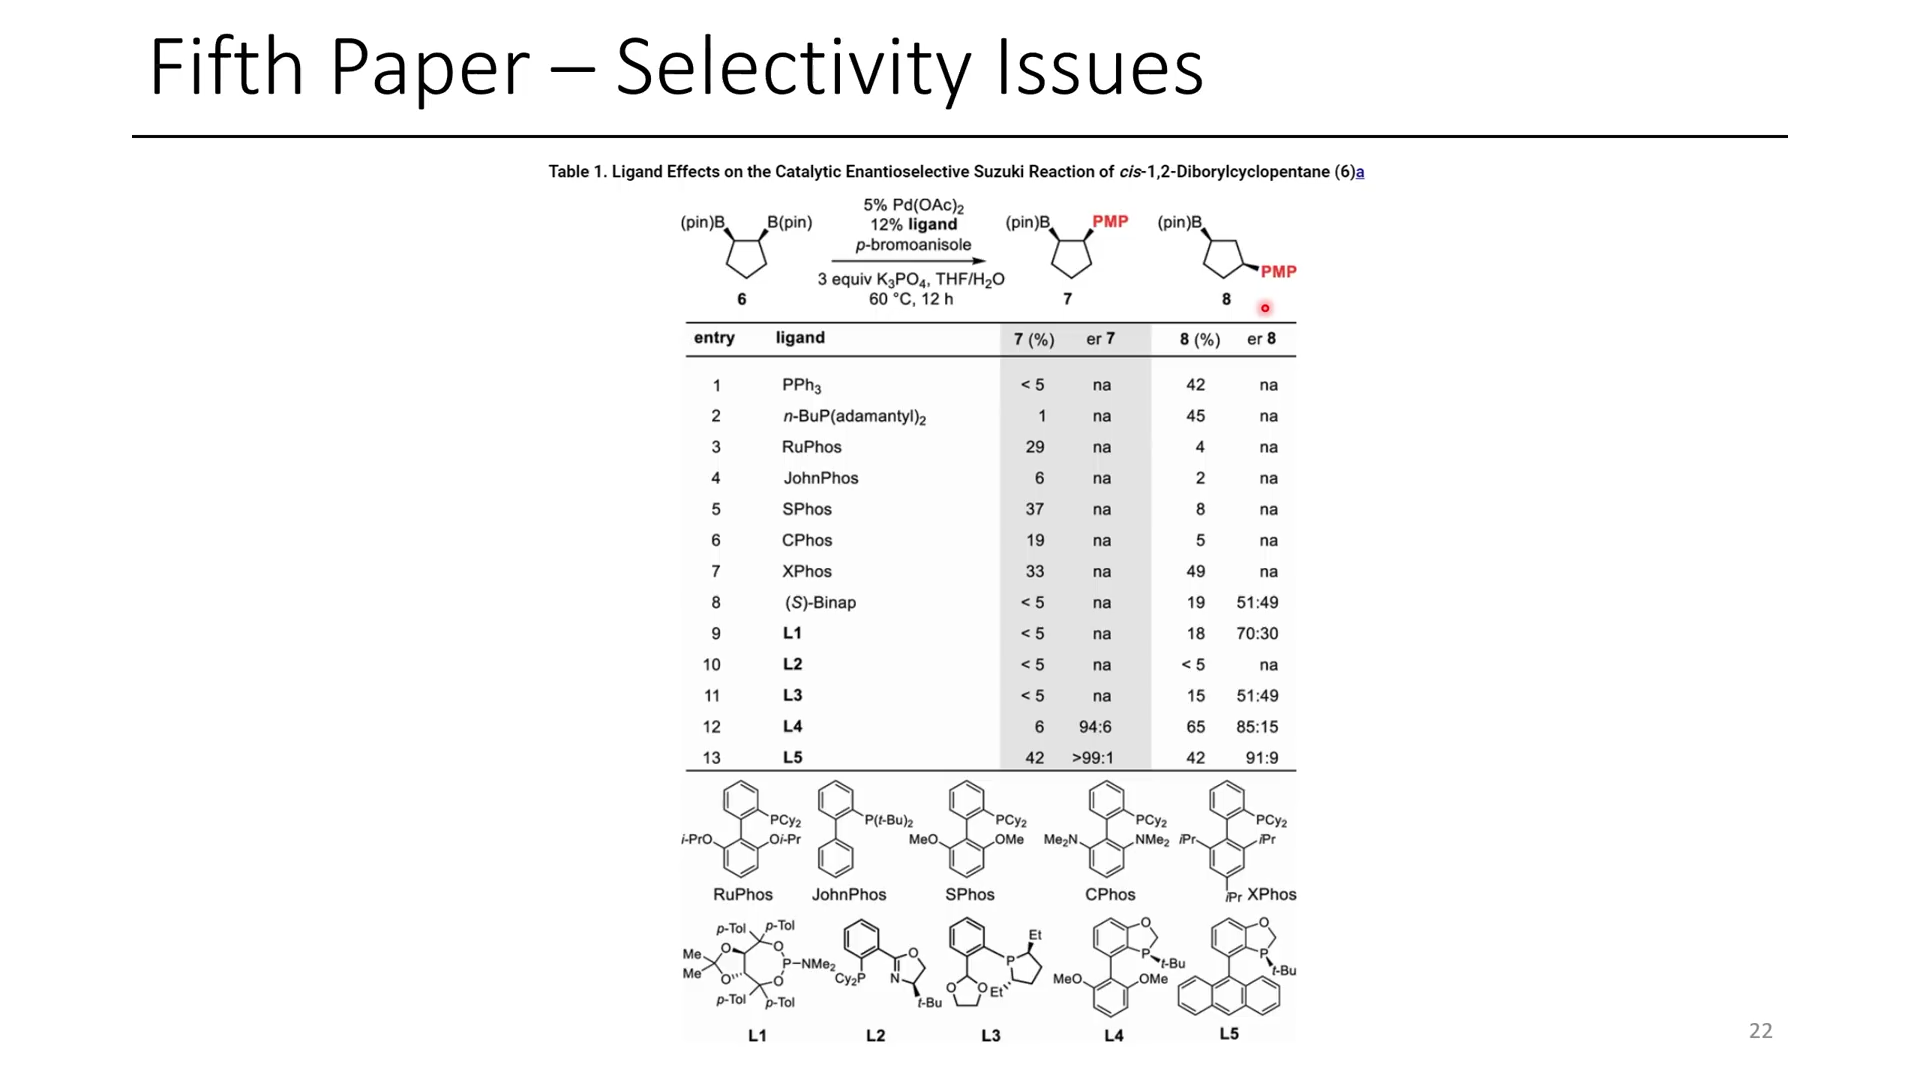 Fifth Paper – Selectivity Issues
Table 1. Ligand Effects on the Catalytic Enantioselective Suzuki Reaction of cis-1,2-Diborylcyclopentane (6)a
(pin)B B(pin) 5% Pd(OAc)2 (pin)B PMP (pin)B
12% ligand
p-bromoanisole
PMP
3 equiv K3PO4, THF/H2O
6 60 °C, 12 h 7 8
entry ligand 7 (%) er 7 8 (%) er 8
1 PPh3 < 5 na 42 na
2 n-BuP(adamantyl)2 1 na 45 na
3 RuPhos 29 na 4 na
4 JohnPhos 6 na 2 na
5 SPhos 37 na 8 na
6 CPhos 19 na 5 na
7 XPhos 33 na 49 na
8 (S)-Binap < 5 na 19 51:49
9 L1 < 5 na 18 70:30
10 L2 < 5 na < 5 na
11 L3 < 5 na 15 51:49
12 L4 6 94:6 65 85:15
13 L5 42 >99:1 42 91:9
PCy2 P(t-Bu)2 PCy2 PCy2 PCy2
i-PrO Oi-Pr MeO OMe Me2N NMe2 iPr iPr
iPr
RuPhos JohnPhos SPhos CPhos XPhos
p-Tol p-Tol O O
Me O O O Et P P
Me O P–NMe2 Cy2P N P t-Bu t-Bu
O O O Et MeO OMe
p-Tol p-Tol t-Bu
L1 L2 L3 L4 L5
22